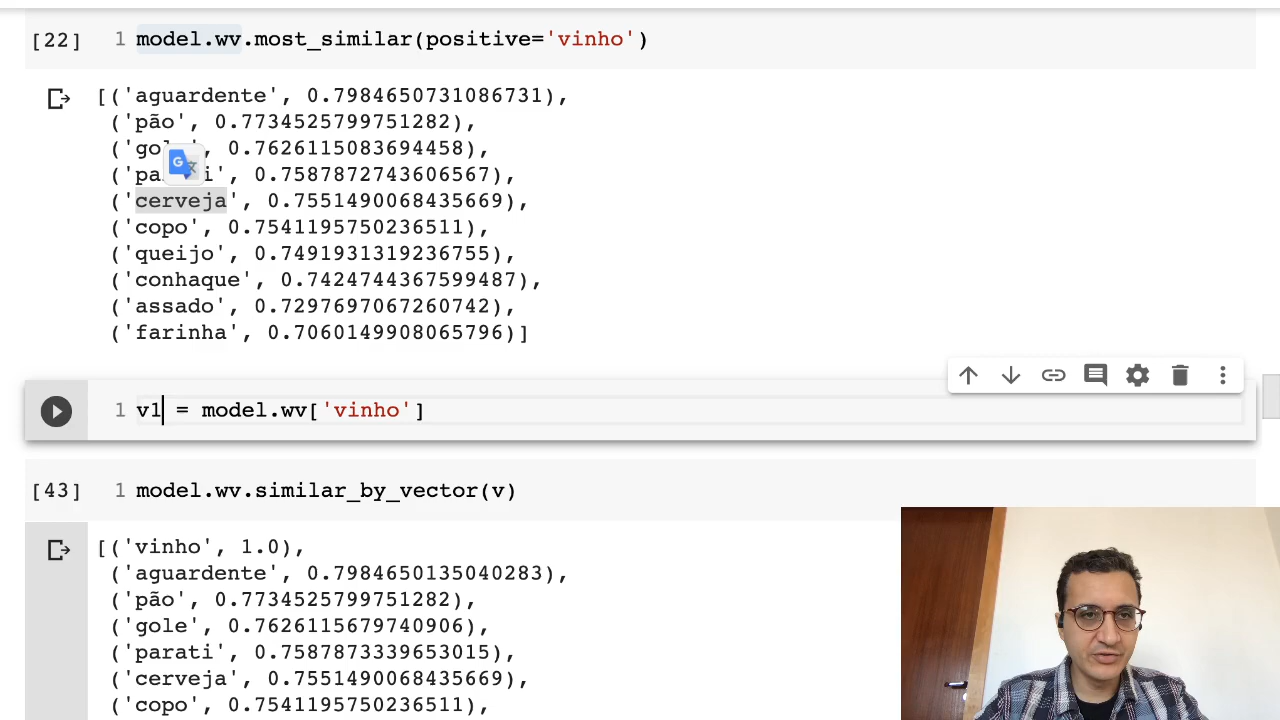 [22] 1 model.wv.most_similar(positive='vinho')
[('aguardente', 0.7984650731086731),
('pão', 0.7734525799751282),
0.7626115083694458),
0.7587872743606567),
('cerveja', 0.7551490068435669),
('copo', 0.7541195750236511),
('queijo', 0.7491931319236755),
('conhaque', 0.7424744367599487),
('assado', 0.7297697067260742),
('farinha', 0.7060149908065796)]
1 v1 = model.wv['vinho']
[43] 1 model.wv.similar_by_vector(v)
[('vinho', 1.0),
('aguardente', 0.7984650135040283),
('pão', 0.7734525799751282),
('gole', 0.7626115679740906),
('parati', 0.7587873339653015),
('cerveja', 0.7551490068435669),
('copo', 0.7541195750236511),